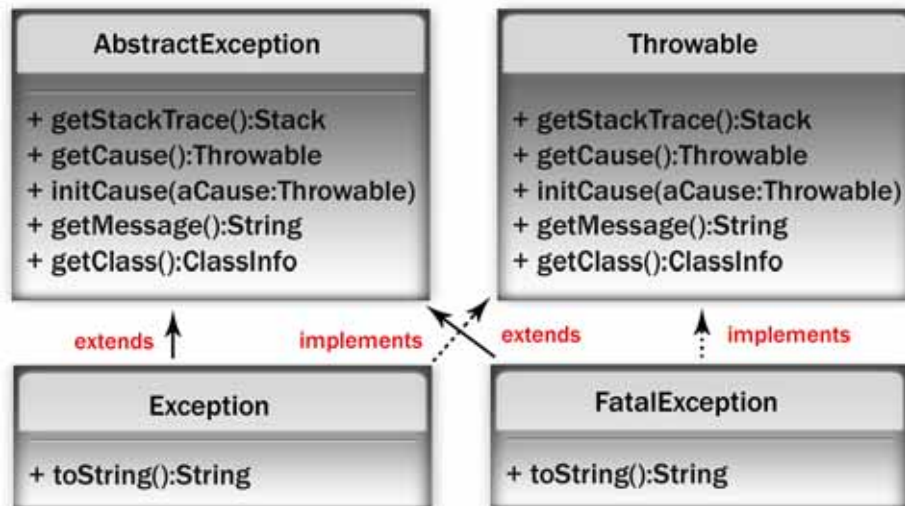 AbstractException
+ getStackTrace():Stack
+ getCause():Throwable
+ initCause(aCause:Throwable)
+ getMessage():String
+ getClass():ClassInfo
Throwable
+ getStackTrace():Stack
+ getCause():Throwable
+ initCause(aCause:Throwable)
+ getMessage():String
+ getClass():ClassInfo
extends
implements
extends
implements
Exception
+ toString():String
FatalException
+ toString():String